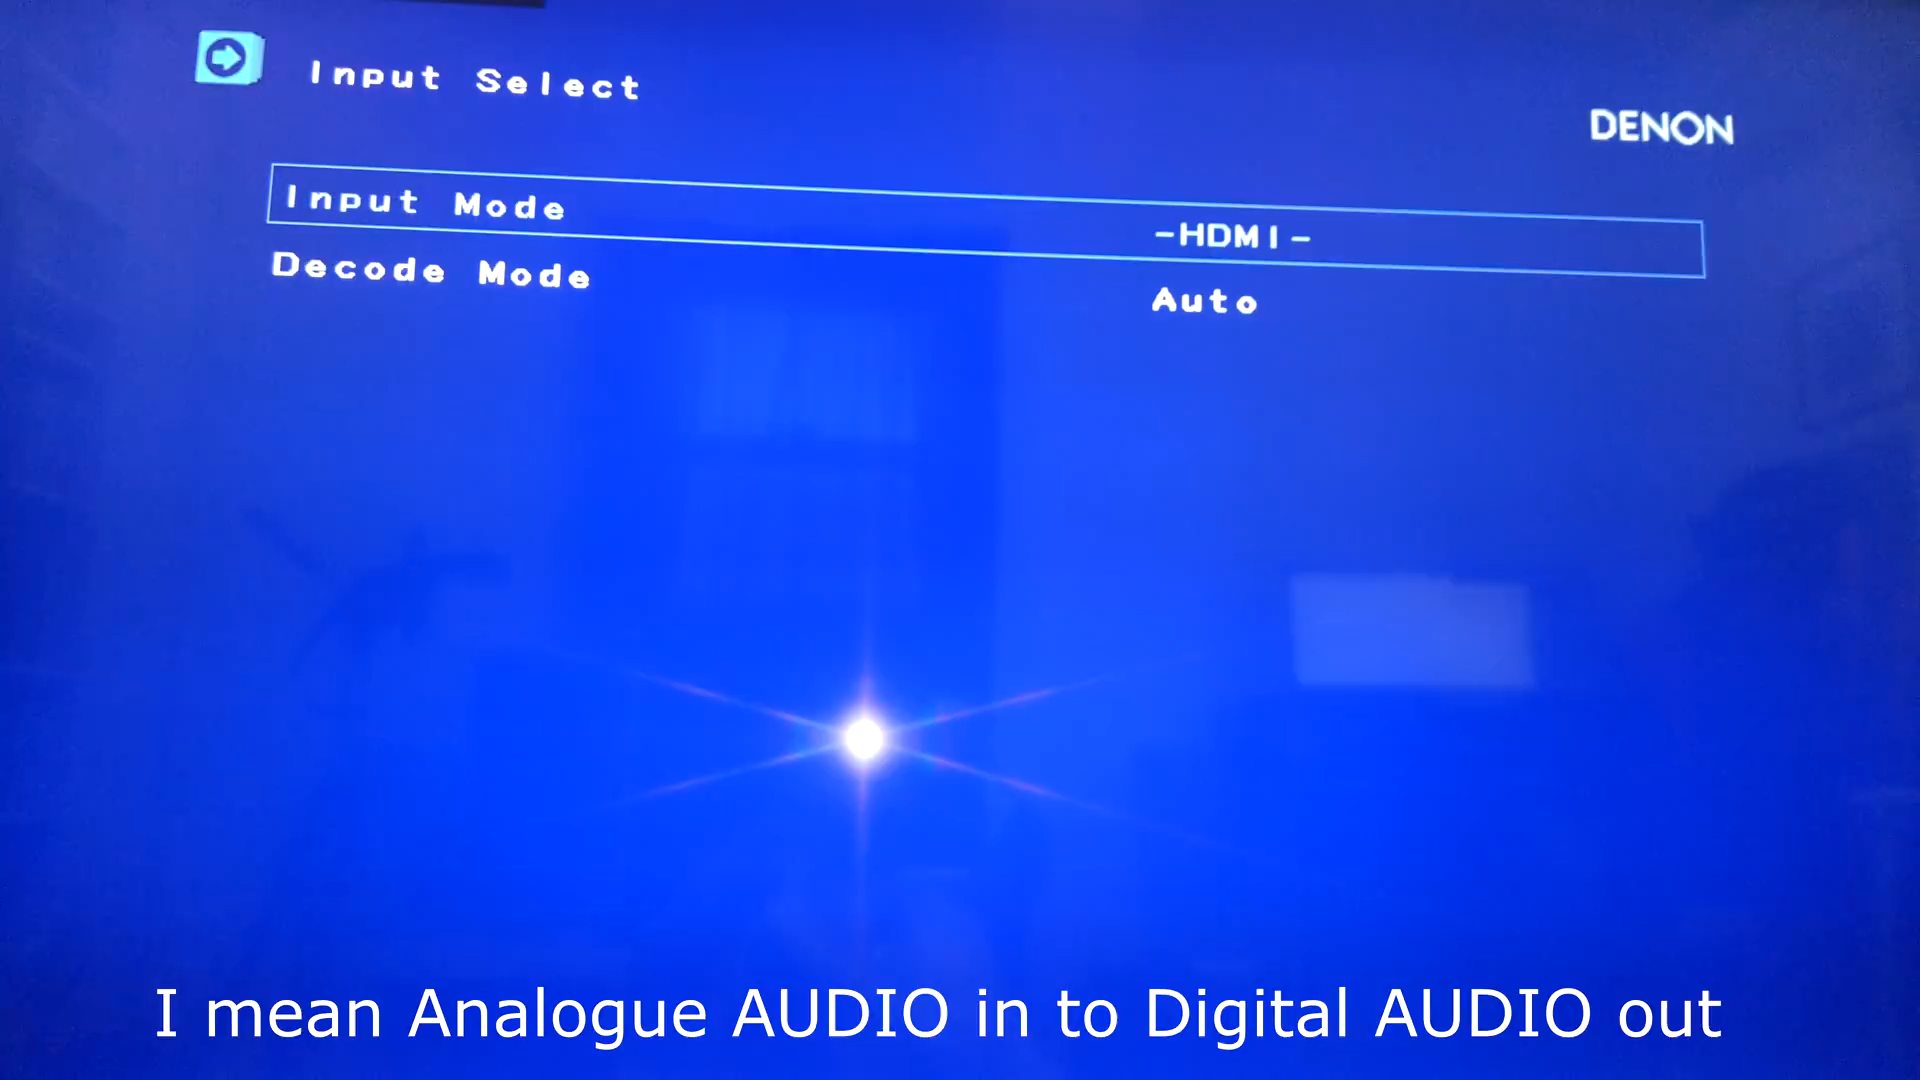 Input Select
DENON
Input Mode -HDMI-
Decode Mode Auto
I mean Analogue AUDIO in to Digital AUDIO out